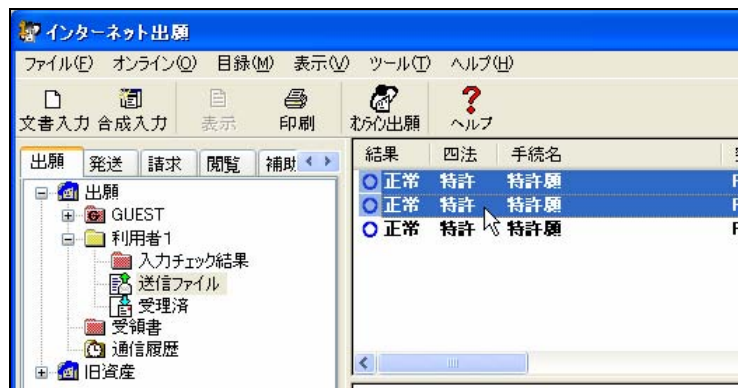 インターネット出願
ファイル(F) オンライン(O) 目録(M) 表示(V) ツール(T) ヘルプ(H)
文書入力 合成入力 表示 印刷 オンライン出願 ヘルプ
出願 発送 請求 閲覧 補助
結果 四法 手続名
正常 特許 特許願
正常 特許 特許願
正常 特許 特許願
出願
GUEST
利用者1
入力チェック結果
送信ファイル
受理済
受領書
通信履歴
旧資産